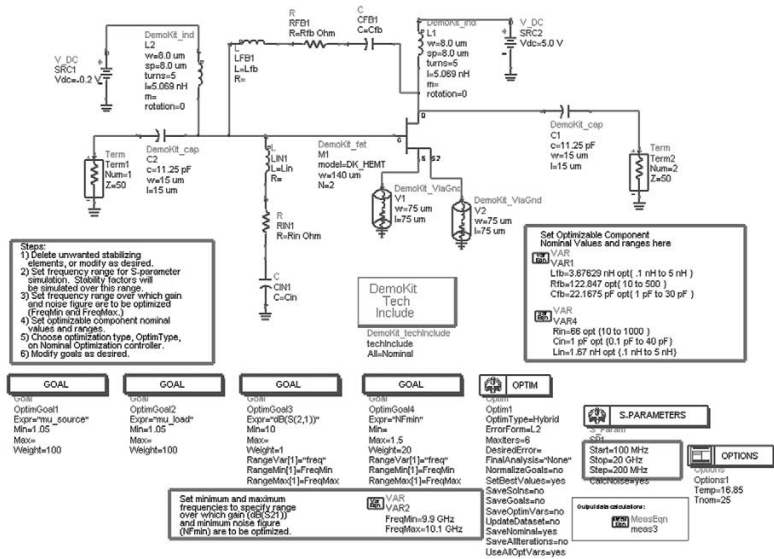 V_DC
SRC1
Vdc=-0.2 V
DemoKit_ind
L2
w=8.0 um
sp=8.0 um
turns=5
l=5.069 nH
m=
rotation=0
L
LFB1
L=Lfb
R=
R
RFB1
R=Rfb Ohm
C
CFB1
C=Cfb
DemoKit_ind
L1
w=8.0 um
sp=8.0 um
turns=5
l=5.069 nH
m=
rotation=0
V_DC
SRC2
Vdc=5.0 V
Term
Term1
Num=1
Z=50
DemoKit_cap
C2
c=11.25 pF
w=15 um
l=15 um
L
LIN1
L=Lin
R=
R
RIN1
R=Rin Ohm
C
CIN1
C=Cin
DemoKit_fet
M1
model=DK_HEMT
w=140 um
N=2
DemoKit_ViaGnd
V1
w=75 um
l=75 um
DemoKit_ViaGnd
V2
w=75 um
l=75 um
DemoKit_cap
C1
c=11.25 pF
w=15 um
l=15 um
Term
Term2
Num=2
Z=50
Steps:
1) Delete unwanted stabilizing
elements, or modify as desired.
2) Set frequency range for S-parameter
simulation. Stability factors will
be simulated over this range.
3) Set frequency range over which gain
and noise figure are to be optimized
(FreqMin and FreqMax.)
4) Set optimizable component nominal
values and ranges.
5) Choose optimization type, OptimType,
on Nominal Optimization controller.
6) Modify goals as desired.
DemoKit
Tech
Include
DemoKit_techInclude
techInclude
All=Nominal
Set Optimizable Component
Nominal Values and ranges here
VAR
VAR1
Lfb=3.67629 nH opt{ .1 nH to 5 nH }
Rfb=122.847 opt{ 10 to 500 }
Cfb=22.1675 pF opt{ 1 pF to 30 pF }
VAR
VAR4
Rin=66 opt {10 to 1000 }
Cin=1 pF opt {0.1 pF to 40 pF }
Lin=1.67 nH opt {.1 nH to 5 nH}
GOAL
Goal
OptimGoal1
Expr="mu_source"
Min=1.05
Max=
Weight=100
GOAL
Goal
OptimGoal2
Expr="mu_load"
Min=1.05
Max=
Weight=100
GOAL
Goal
OptimGoal3
Expr="dB(S(2,1))"
Min=10
Max=
Weight=1
RangeVar[1]="freq"
RangeMin[1]=FreqMin
RangeMax[1]=FreqMax
GOAL
Goal
OptimGoal4
Expr="NFmin"
Min=
Max=1.5
Weight=20
RangeVar[1]="freq"
RangeMin[1]=FreqMin
RangeMax[1]=FreqMax
OPTIM
Optim
Optim1
OptimType=Hybrid
ErrorForm=L2
MaxIters=6
DesiredError=
FinalAnalysis="None"
NormalizeGoals=no
SetBestValues=yes
SaveSolns=no
SaveGoals=no
SaveOptimVars=no
UpdateDataset=no
SaveNominal=yes
SaveAllIterations=no
UseAllOptVars=yes
S-PARAMETERS
S_Param
SP1
Start=100 MHz
Stop=20 GHz
Step=200 MHz
CalcNoise=yes
OPTIONS
Options
Options1
Temp=16.85
Tnom=25
Set minimum and maximum
frequencies to specify range
over which gain (dB(S21))
and minimum noise figure
(NFmin) are to be optimized.
VAR
VAR2
FreqMin=9.9 GHz
FreqMax=10.1 GHz
Output data calculations:
MeasEqn
meas3